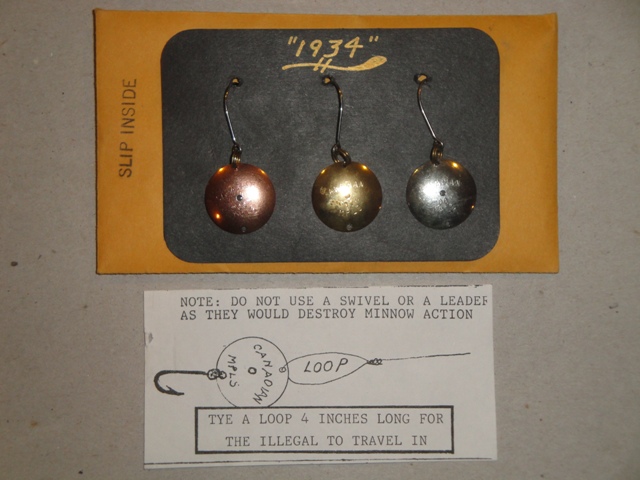 "1934"
SLIP INSIDE
NOTE: DO NOT USE A SWIVEL OR A LEADER
AS THEY WOULD DESTROY MINNOW ACTION
CANADIAN
MPLS
LOOP
TYE A LOOP 4 INCHES LONG FOR
THE ILLEGAL TO TRAVEL IN